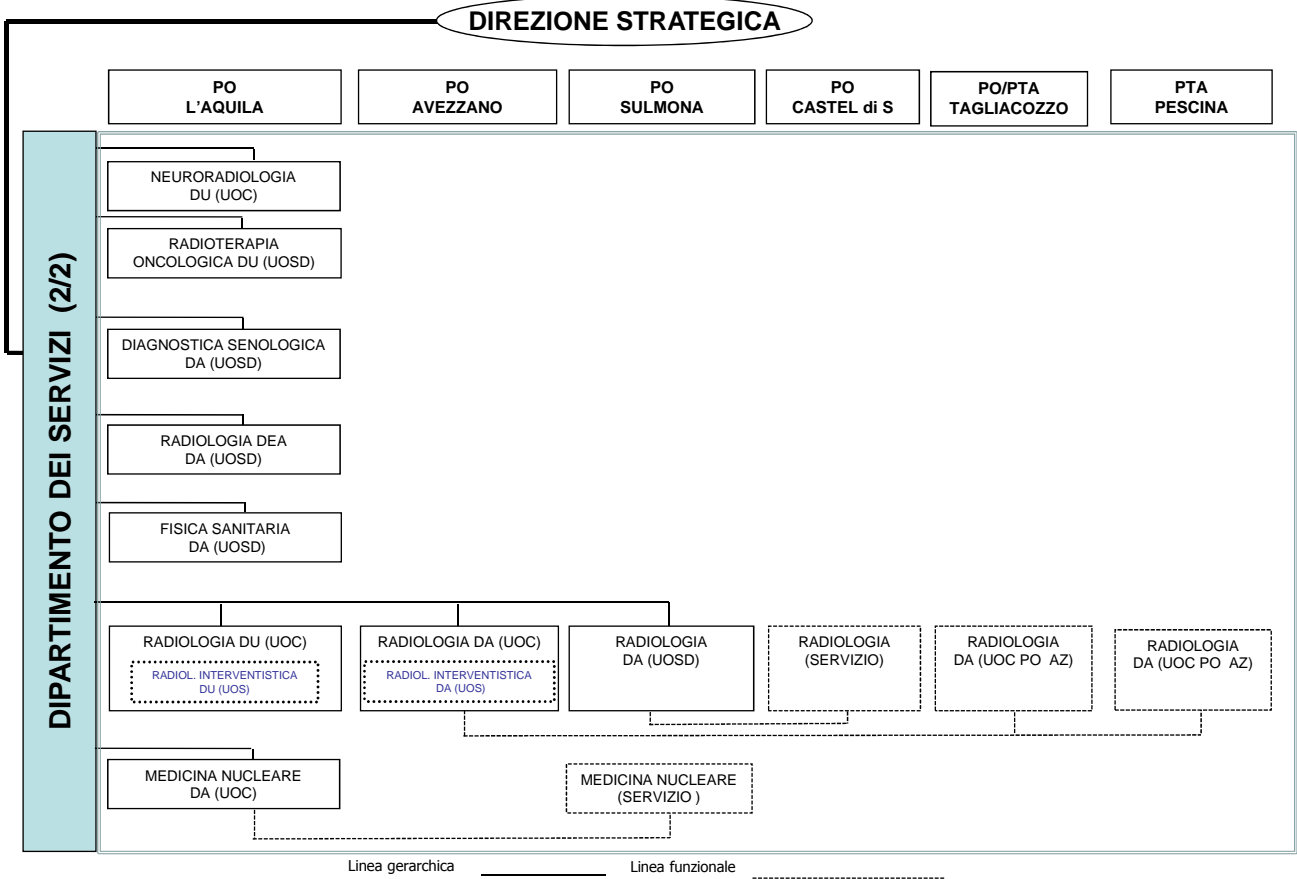 DIREZIONE STRATEGICA
PO
L'AQUILA
PO
AVEZZANO
PO
SULMONA
PO
CASTEL di S
PO/PTA
TAGLIACOZZO
PTA
PESCINA
DIPARTIMENTO DEI SERVIZI (2/2)
NEURORADIOLOGIA
DU (UOC)
RADIOTERAPIA
ONCOLOGICA DU (UOSD)
DIAGNOSTICA SENOLOGICA
DA (UOSD)
RADIOLOGIA DEA
DA (UOSD)
FISICA SANITARIA
DA (UOSD)
RADIOLOGIA DU (UOC)
RADIOL. INTERVENTISTICA
DU (UOS)
RADIOLOGIA DA (UOC)
RADIOL. INTERVENTISTICA
DA (UOS)
RADIOLOGIA
DA (UOSD)
RADIOLOGIA
(SERVIZIO)
RADIOLOGIA
DA (UOC PO AZ)
RADIOLOGIA
DA (UOC PO AZ)
MEDICINA NUCLEARE
DA (UOC)
MEDICINA NUCLEARE
(SERVIZIO )
Linea gerarchica
Linea funzionale